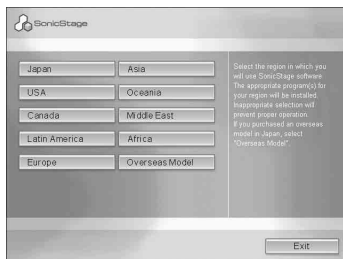 SonicStage
Japan
Asia
USA
Oceania
Canada
Middle East
Latin America
Africa
Europe
Overseas Model
Select the region in which you
will use SonicStage software
The appropriate program(s) for
your region will be installed.
Inappropriate selection will
prevent proper operation.
If you purchased an overseas
model in Japan, select
"Overseas Model".
Exit